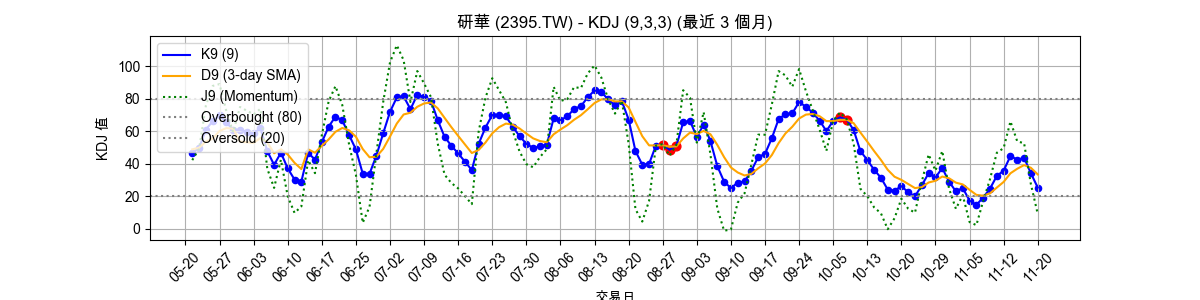 研華 (2395.TW) - KDJ (9,3,3) (最近 3 個月)
K9 (9)
D9 (3-day SMA)
J9 (Momentum)
Overbought (80)
Oversold (20)
KDJ 值
100
80
60
40
20
0
05-20 05-27 06-03 06-10 06-17 06-25 07-02 07-09 07-16 07-23 07-30 08-06 08-13 08-20 08-27 09-03 09-10 09-17 09-24 10-05 10-13 10-20 10-29 11-05 11-12 11-20
交易日